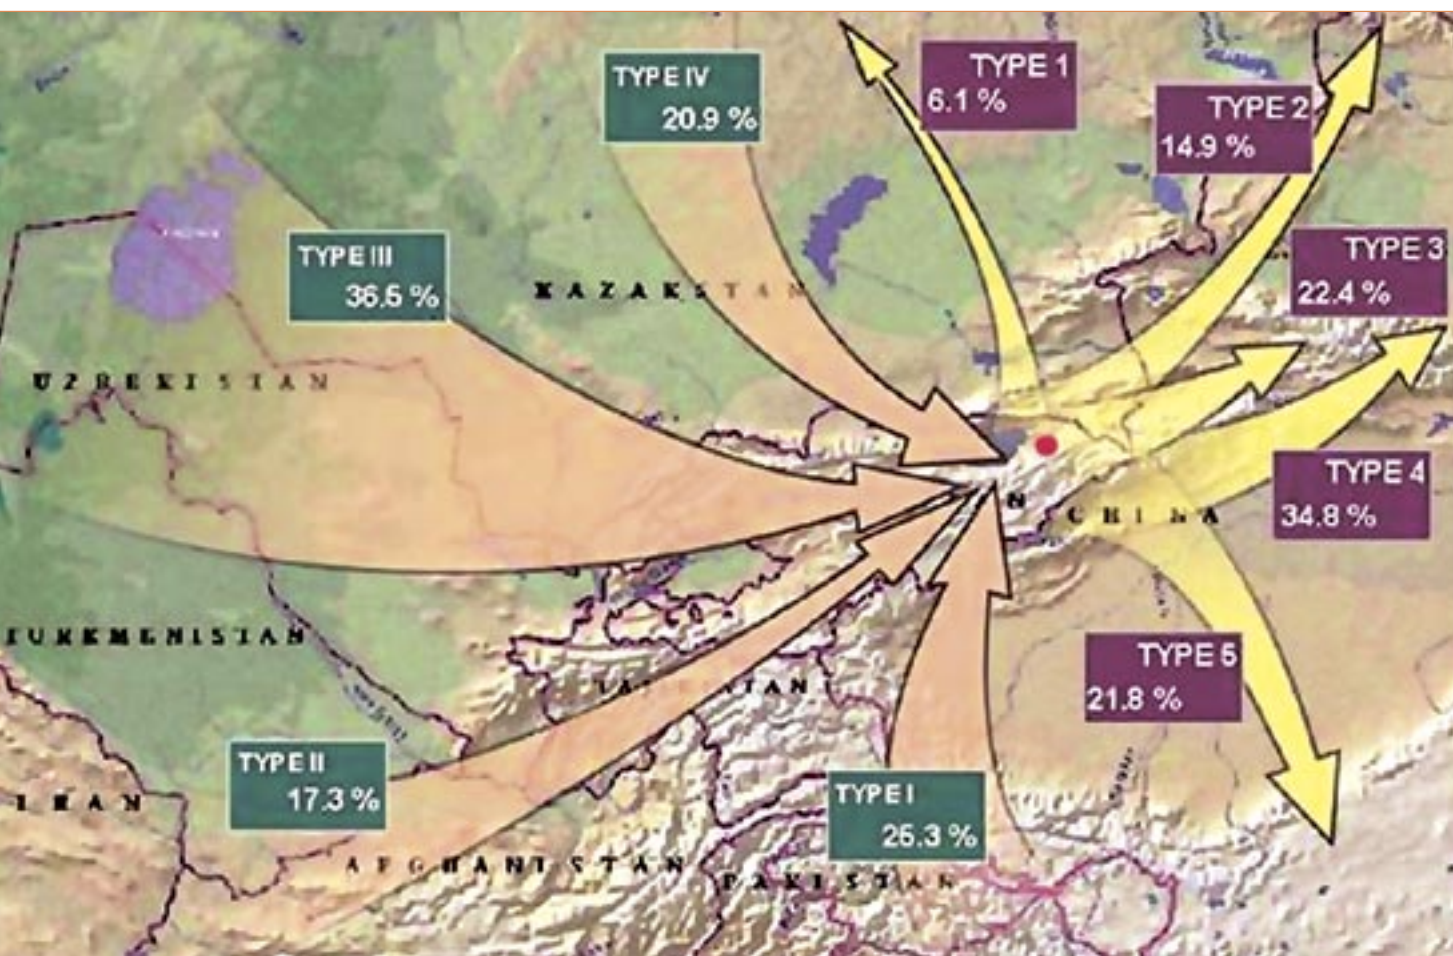 TYPE IV
20.9 %
TYPE 1
6.1 %
TYPE 2
14.9 %
TYPE III
36.5 %
TYPE 3
22.4 %
KAZAKSTAN
UZBEKISTAN
TYPE 4
34.8 %
N
CHINA
TURKMENISTAN
TYPE 5
21.8 %
TYPE II
17.3 %
TYPE I
25.3 %
IRAN
AFGHANISTAN
PAKISTAN